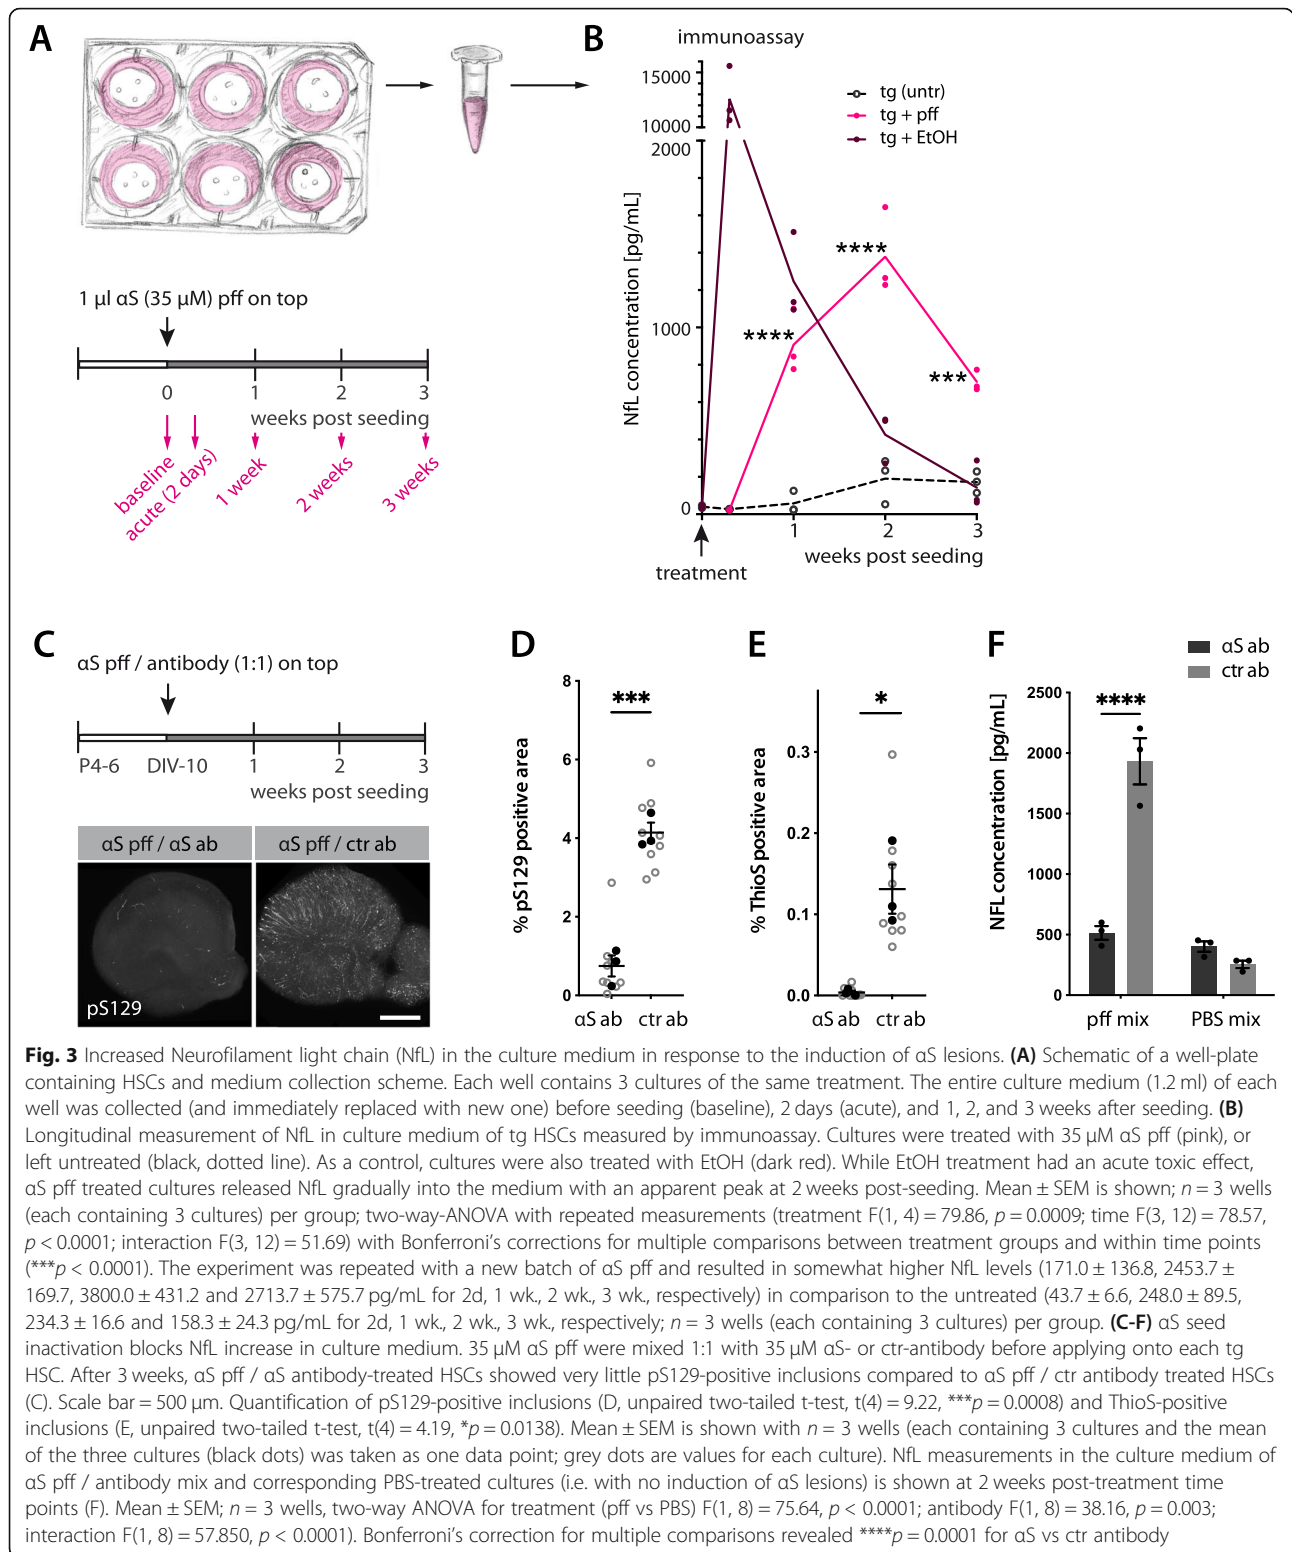 A
B
immunoassay
15000
10000
2000
1000
0
NfL concentration [pg/mL]
tg (untr)
tg + pff
tg + EtOH
****
****
***
1
2
3
weeks post seeding
treatment
1 µl αS (35 µM) pff on top
0
1
2
3
weeks post seeding
baseline
acute (2 days)
1 week
2 weeks
3 weeks
C
αS pff / antibody (1:1) on top
P4-6
DIV-10
1
2
3
weeks post seeding
αS pff / αS ab
αS pff / ctr ab
pS129
D
8
6
4
2
0
% pS129 positive area
***
αS ab
ctr ab
E
0.3
0.2
0.1
0.0
% ThioS positive area
*
αS ab
ctr ab
F
αS ab
ctr ab
2500
2000
1500
1000
500
0
NFL concentration [pg/mL]
****
pff mix
PBS mix
Fig. 3 Increased Neurofilament light chain (NfL) in the culture medium in response to the induction of αS lesions. (A) Schematic of a well-plate
containing HSCs and medium collection scheme. Each well contains 3 cultures of the same treatment. The entire culture medium (1.2 ml) of each
well was collected (and immediately replaced with new one) before seeding (baseline), 2 days (acute), and 1, 2, and 3 weeks after seeding. (B)
Longitudinal measurement of NfL in culture medium of tg HSCs measured by immunoassay. Cultures were treated with 35 µM αS pff (pink), or
left untreated (black, dotted line). As a control, cultures were also treated with EtOH (dark red). While EtOH treatment had an acute toxic effect,
αS pff treated cultures released NfL gradually into the medium with an apparent peak at 2 weeks post-seeding. Mean ± SEM is shown; n = 3 wells
(each containing 3 cultures) per group; two-way-ANOVA with repeated measurements (treatment F(1, 4) = 79.86, p = 0.0009; time F(3, 12) = 78.57,
p < 0.0001; interaction F(3, 12) = 51.69) with Bonferroni's corrections for multiple comparisons between treatment groups and within time points
(***p < 0.0001). The experiment was repeated with a new batch of αS pff and resulted in somewhat higher NfL levels (171.0 ± 136.8, 2453.7 ±
169.7, 3800.0 ± 431.2 and 2713.7 ± 575.7 pg/mL for 2d, 1 wk., 2 wk., 3 wk., respectively) in comparison to the untreated (43.7 ± 6.6, 248.0 ± 89.5,
234.3 ± 16.6 and 158.3 ± 24.3 pg/mL for 2d, 1 wk., 2 wk., 3 wk., respectively; n = 3 wells (each containing 3 cultures) per group. (C-F) αS seed
inactivation blocks NfL increase in culture medium. 35 µM αS pff were mixed 1:1 with 35 µM αS- or ctr-antibody before applying onto each tg
HSC. After 3 weeks, αS pff / αS antibody-treated HSCs showed very little pS129-positive inclusions compared to αS pff / ctr antibody treated HSCs
(C). Scale bar = 500 µm. Quantification of pS129-positive inclusions (D, unpaired two-tailed t-test, t(4) = 9.22, ***p = 0.0008) and ThioS-positive
inclusions (E, unpaired two-tailed t-test, t(4) = 4.19, *p = 0.0138). Mean ± SEM is shown with n = 3 wells (each containing 3 cultures and the mean
of the three cultures (black dots) was taken as one data point; grey dots are values for each culture). NfL measurements in the culture medium of
αS pff / antibody mix and corresponding PBS-treated cultures (i.e. with no induction of αS lesions) is shown at 2 weeks post-treatment time
points (F). Mean ± SEM; n = 3 wells, two-way ANOVA for treatment (pff vs PBS) F(1, 8) = 75.64, p < 0.0001; antibody F(1, 8) = 38.16, p = 0.003;
interaction F(1, 8) = 57.850, p < 0.0001). Bonferroni's correction for multiple comparisons revealed ****p = 0.0001 for αS vs ctr antibody